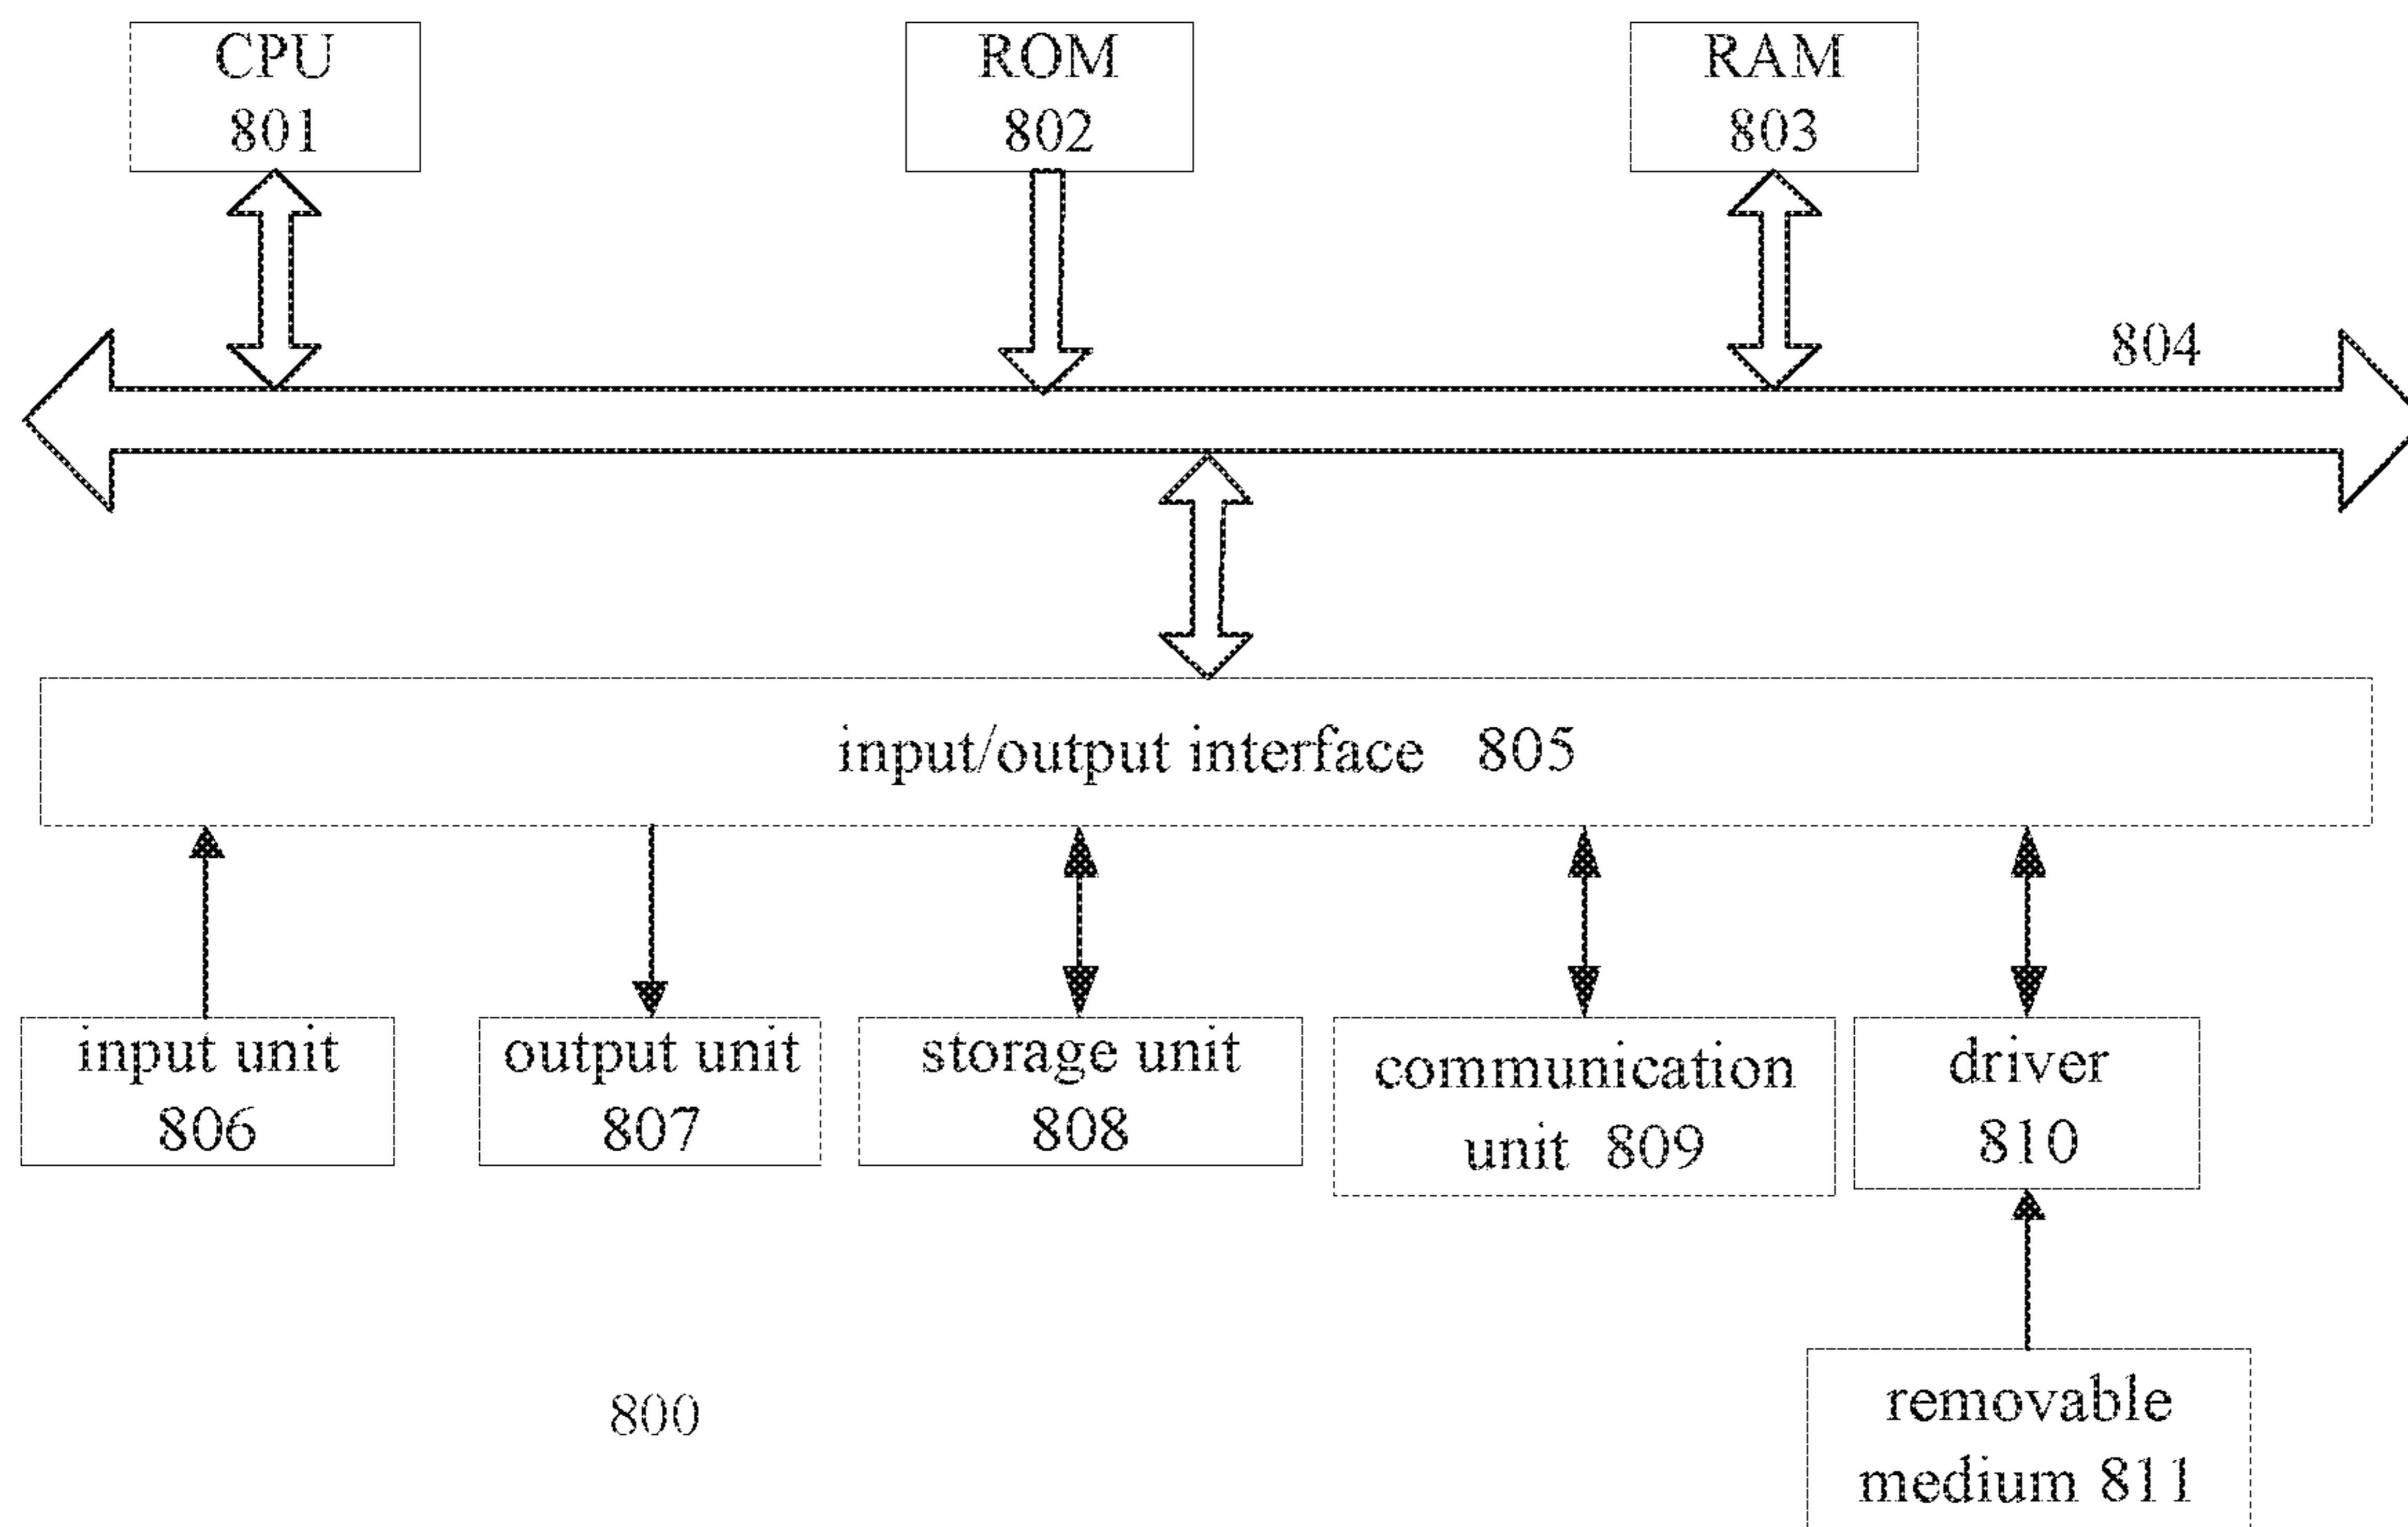 CPU
801
ROM
802
RAM
803
804
input/output interface 805
input unit
806
output unit
807
storage unit
808
communication
unit 809
driver
810
removable
medium 811
800